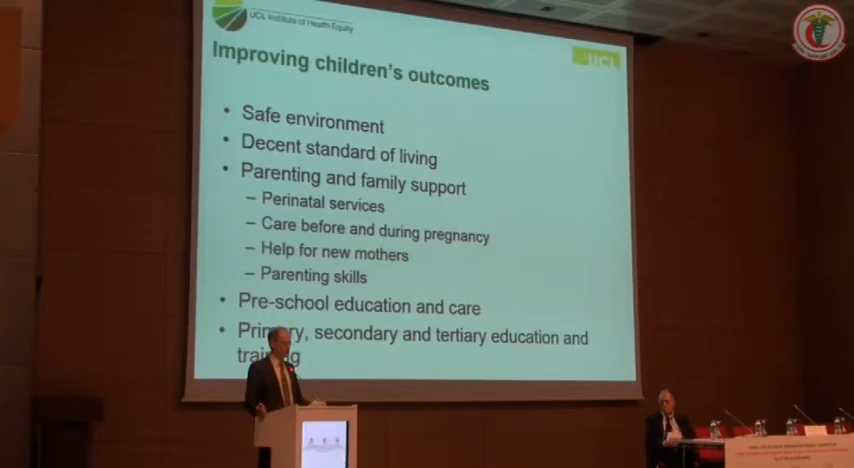 UCL Institute of Health Equity
UCL
Improving children's outcomes
• Safe environment
• Decent standard of living
• Parenting and family support
– Perinatal services
– Care before and during pregnancy
– Help for new mothers
– Parenting skills
• Pre-school education and care
• Primary, secondary and tertiary education and
training